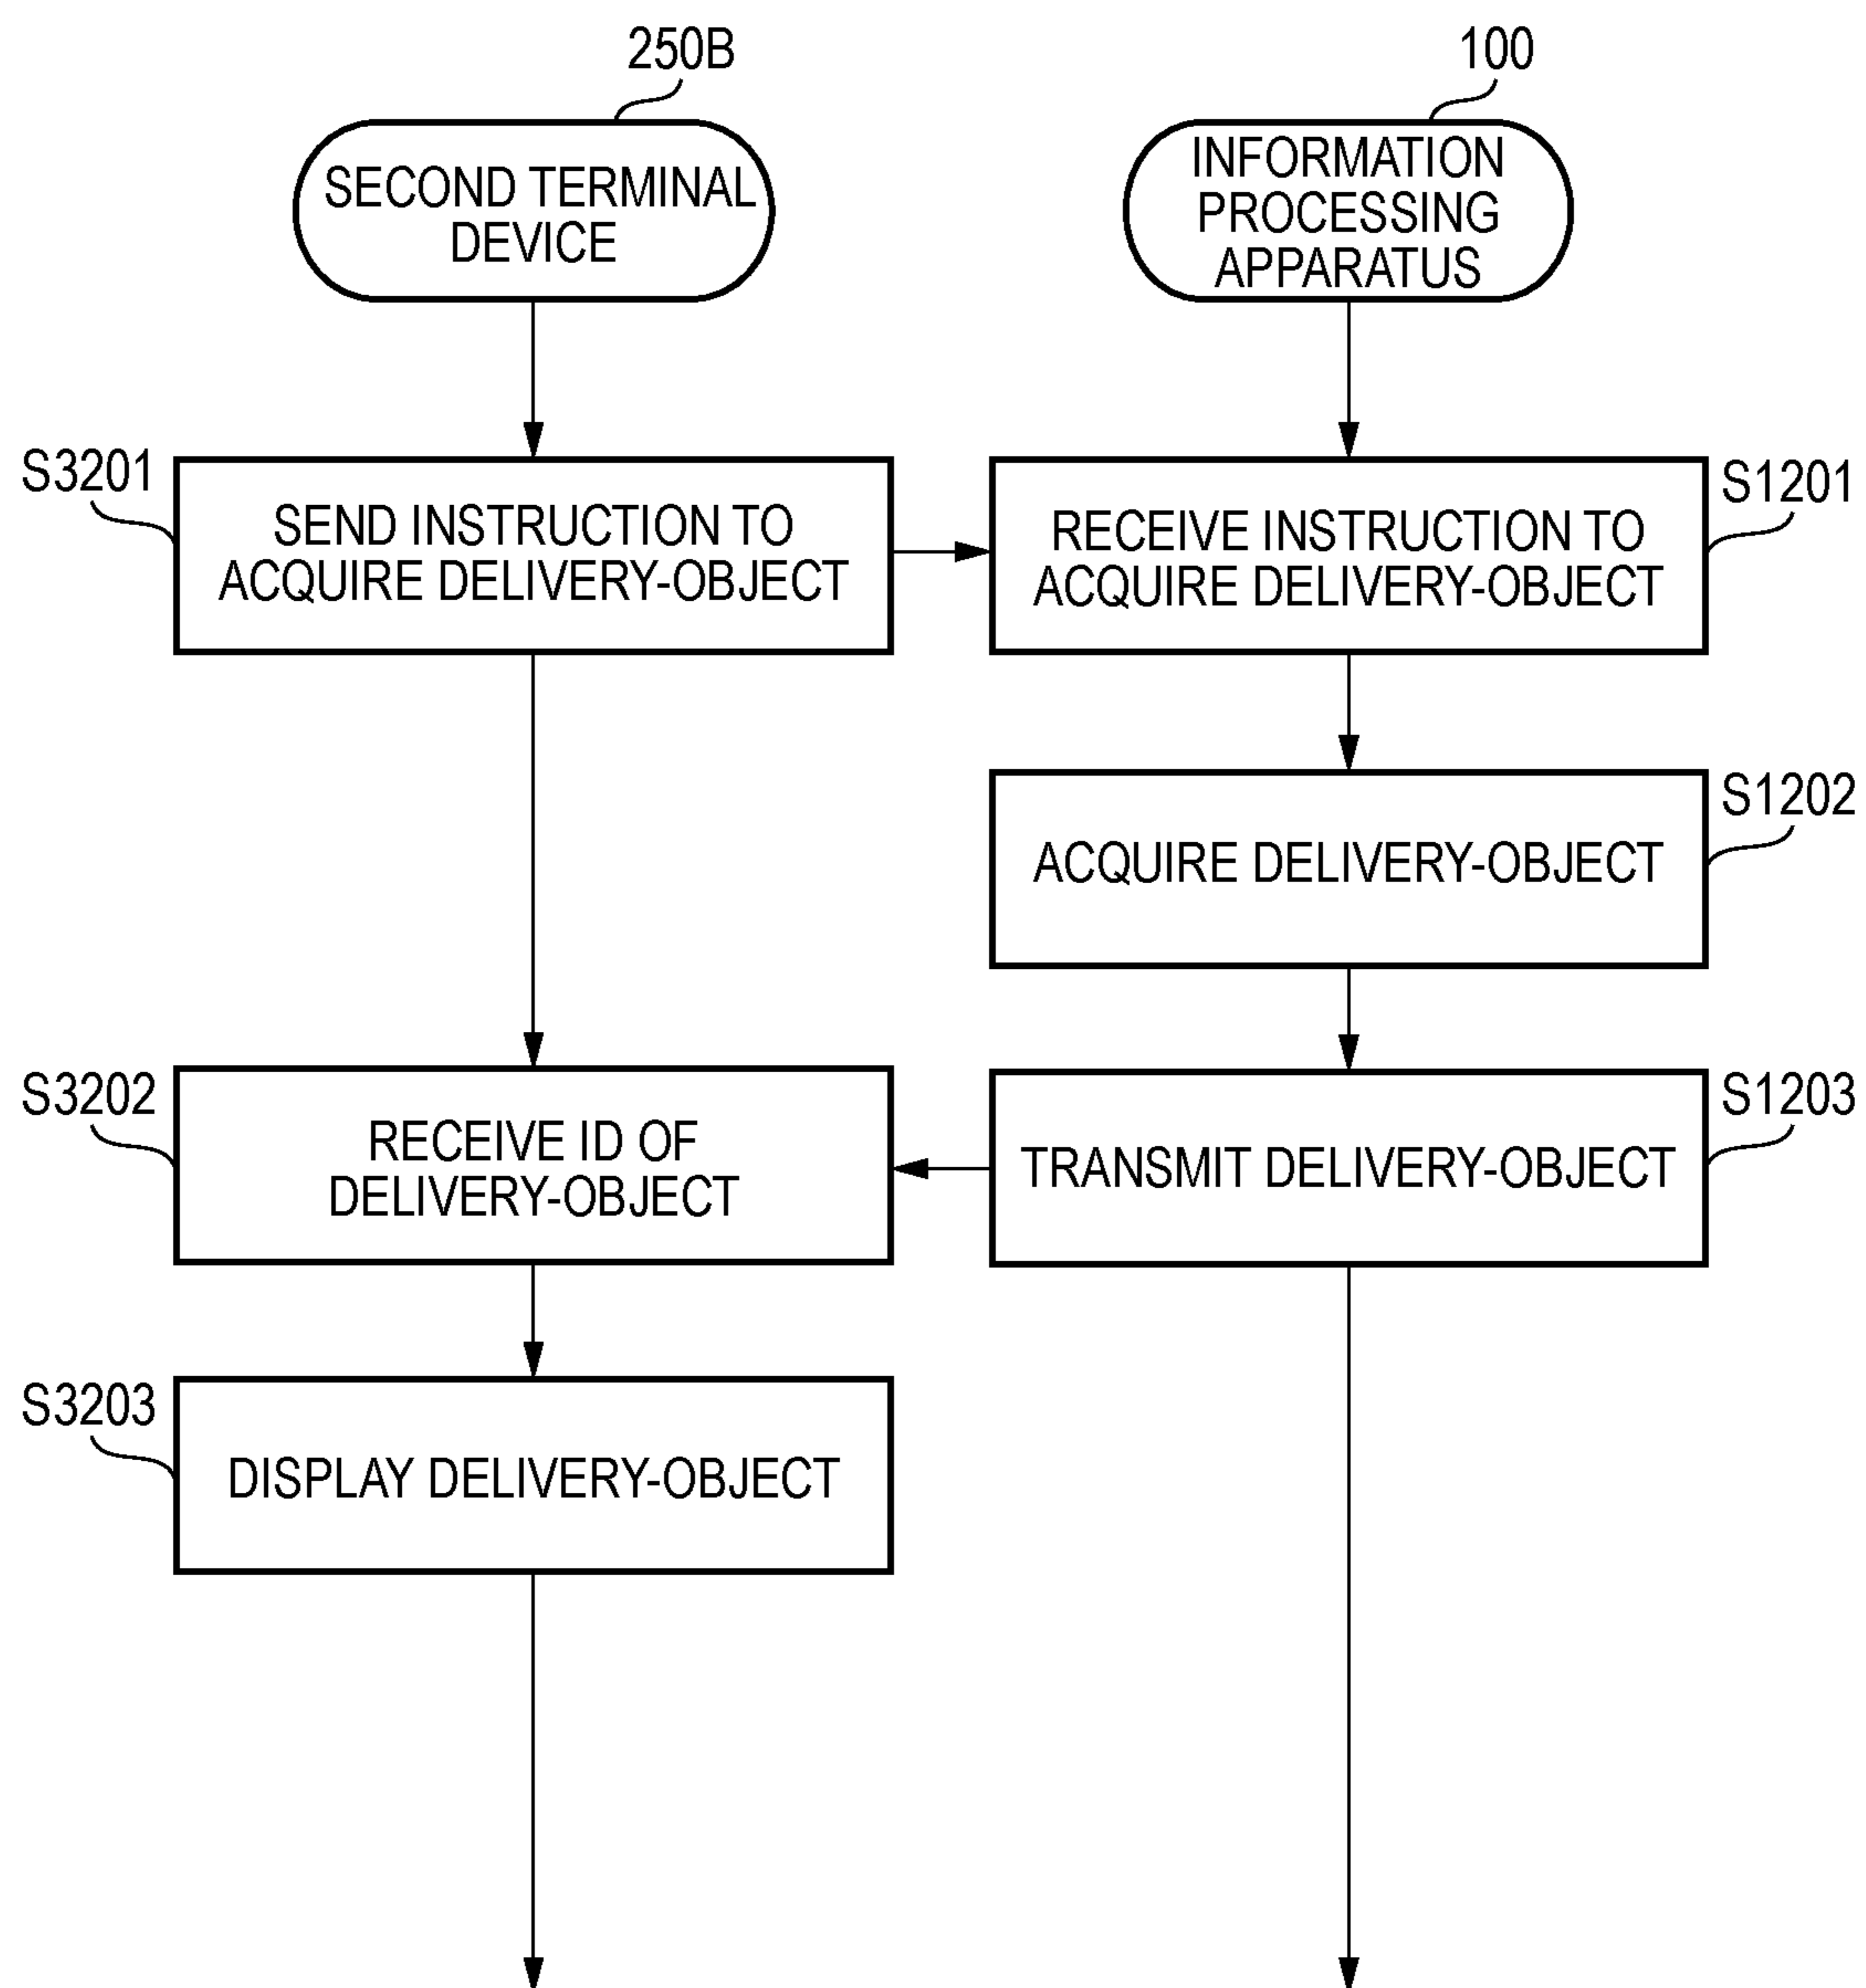 250B
100
SECOND TERMINAL
DEVICE
INFORMATION
PROCESSING
APPARATUS
S3201
SEND INSTRUCTION TO
ACQUIRE DELIVERY-OBJECT
S1201
RECEIVE INSTRUCTION TO
ACQUIRE DELIVERY-OBJECT
S1202
ACQUIRE DELIVERY-OBJECT
S3202
RECEIVE ID OF
DELIVERY-OBJECT
S1203
TRANSMIT DELIVERY-OBJECT
S3203
DISPLAY DELIVERY-OBJECT